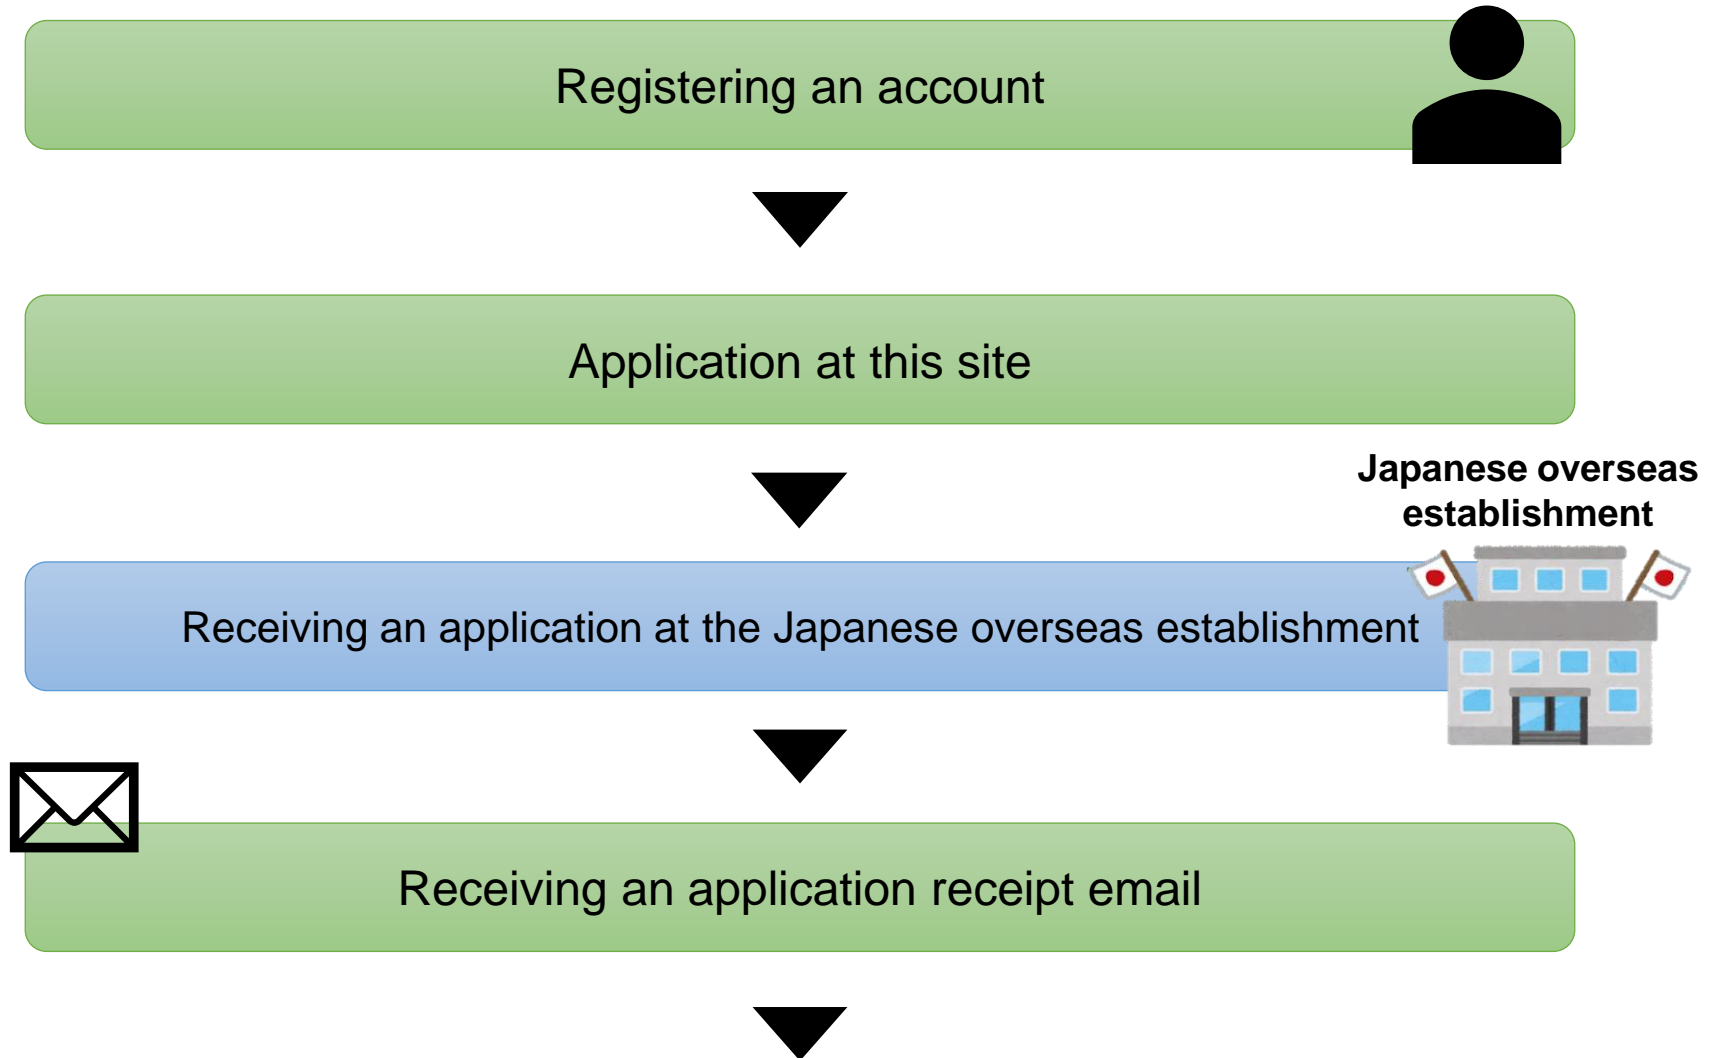 Registering an account
Application at this site
Japanese overseas
establishment
Receiving an application at the Japanese overseas establishment
Receiving an application receipt email